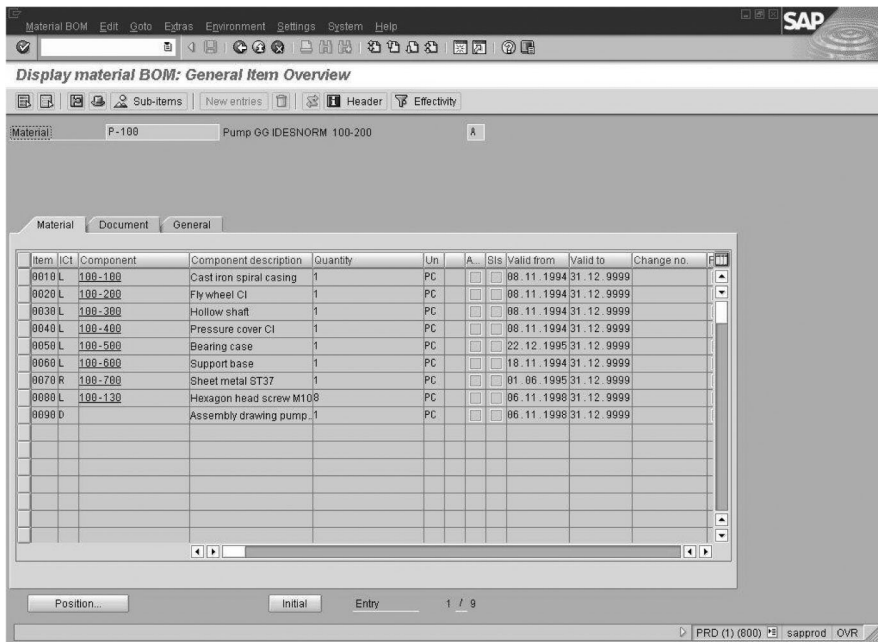 Material BOM Edit Goto Extras Environment Settings System Help
SAP
Display material BOM: General Item Overview
Sub-items New entries Header Effectivity
Material P-100 Pump GG IDESNORM 100-200 A
Material Document General
Item ICt Component Component description Quantity Un A... SIs Valid from Valid to Change no.
0010 L 100-100 Cast iron spiral casing 1 PC 08.11.1994 31.12.9999
0020 L 100-200 Fly wheel CI 1 PC 08.11.1994 31.12.9999
0030 L 100-300 Hollow shaft 1 PC 08.11.1994 31.12.9999
0040 L 100-400 Pressure cover CI 1 PC 08.11.1994 31.12.9999
0050 L 100-500 Bearing case 1 PC 22.12.1995 31.12.9999
0060 L 100-600 Support base 1 PC 18.11.1994 31.12.9999
0070 R 100-700 Sheet metal ST37 1 PC 01.06.1995 31.12.9999
0080 L 100-130 Hexagon head screw M10 8 PC 06.11.1998 31.12.9999
0090 D Assembly drawing pump.. 1 PC 06.11.1998 31.12.9999
Position... Initial Entry 1 / 9
PRD (1) (800) sapprod OVR